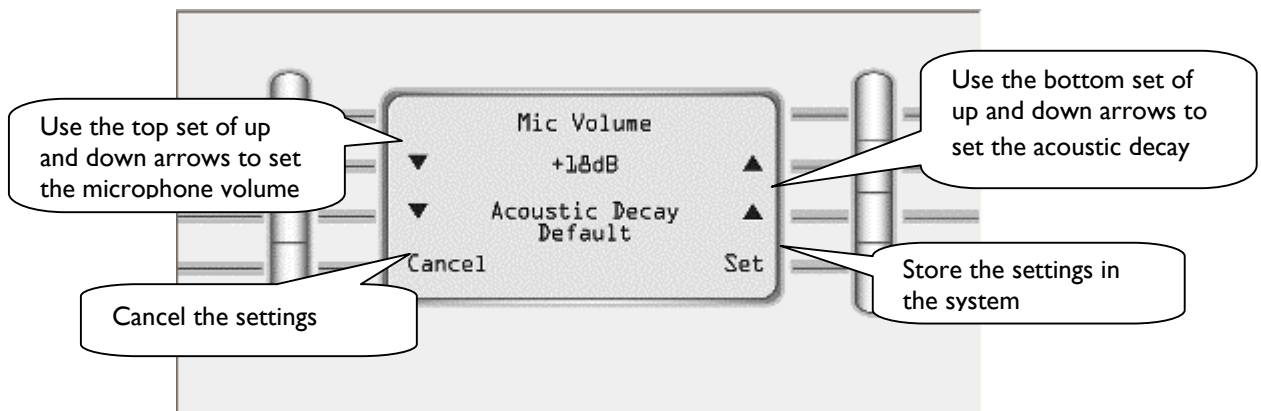 Use the top set of up
and down arrows to set
the microphone volume
Mic Volume
▼ +18dB ▲
▼ Acoustic Decay ▲
Default
Cancel Set
Use the bottom set of
up and down arrows to
set the acoustic decay
Store the settings in
the system
Cancel the settings